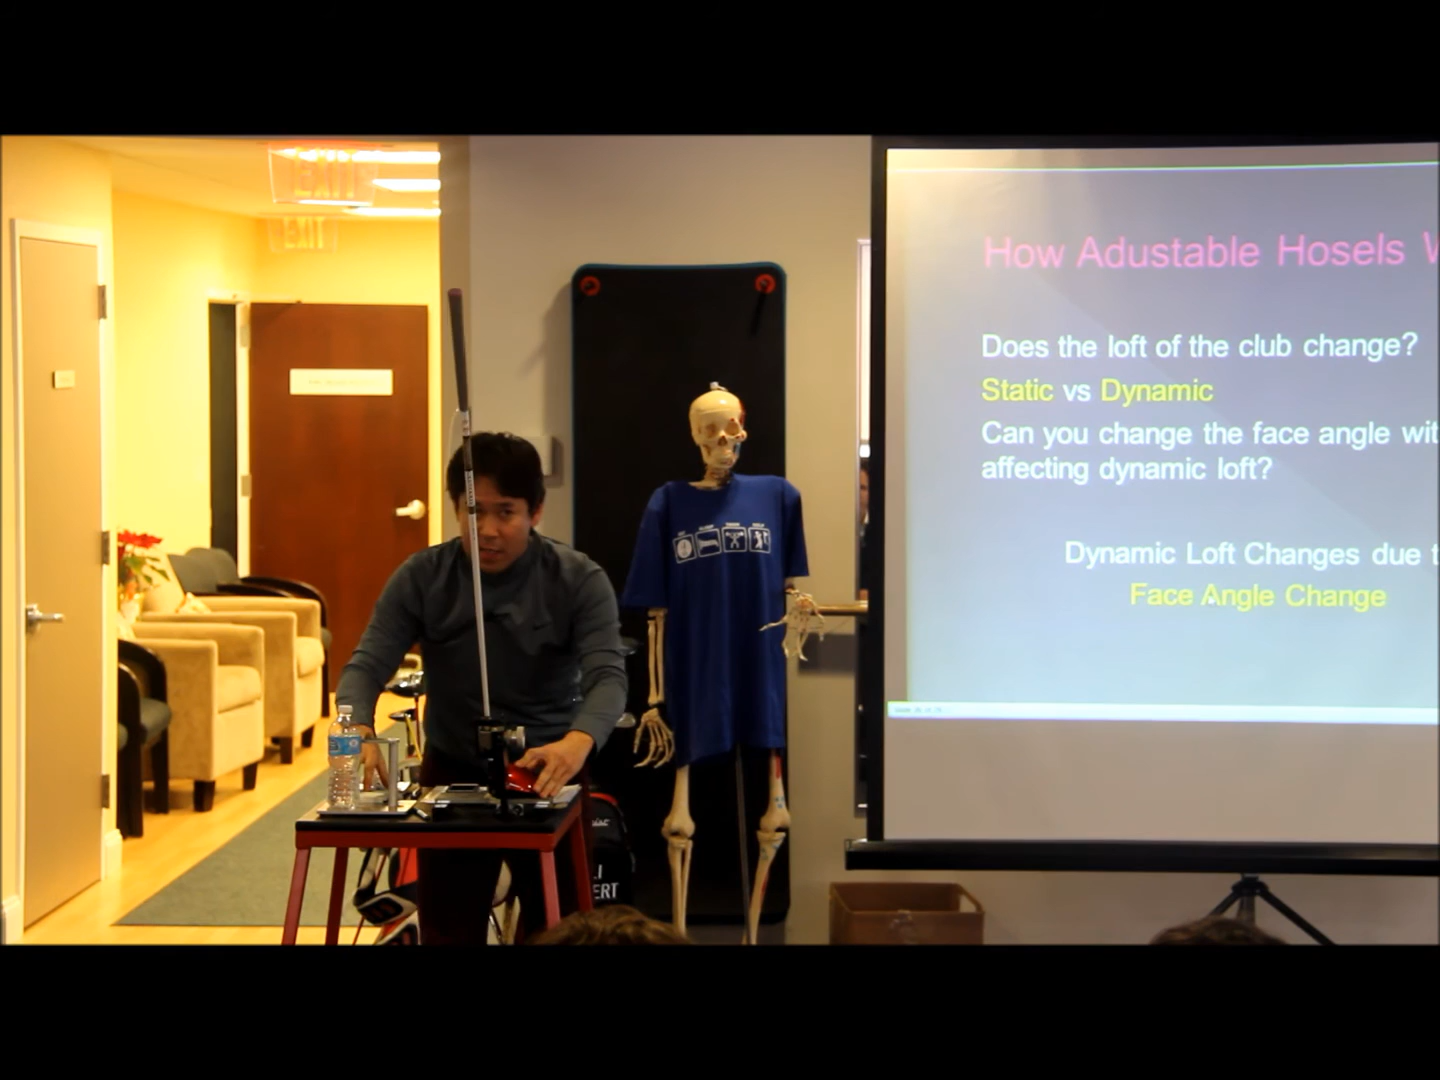 EXIT
EXIT
How Adustable Hosels
Does the loft of the club change?
Static vs Dynamic
Can you change the face angle
affecting dynamic loft?
Dynamic Loft Changes due
Face Angle Change